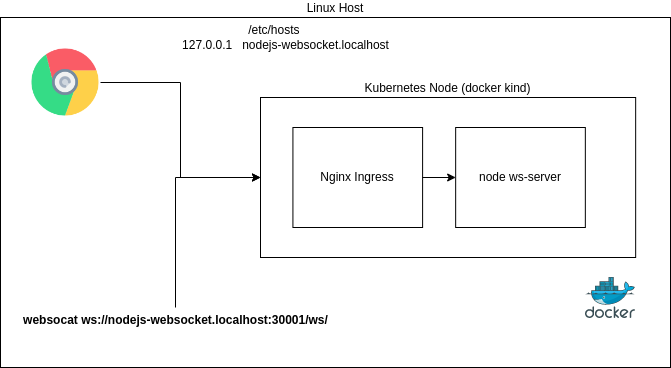 Linux Host
/etc/hosts
127.0.0.1 nodejs-websocket.localhost
Kubernetes Node (docker kind)
Nginx Ingress
node ws-server
docker
websocat ws://nodejs-websocket.localhost:30001/ws/